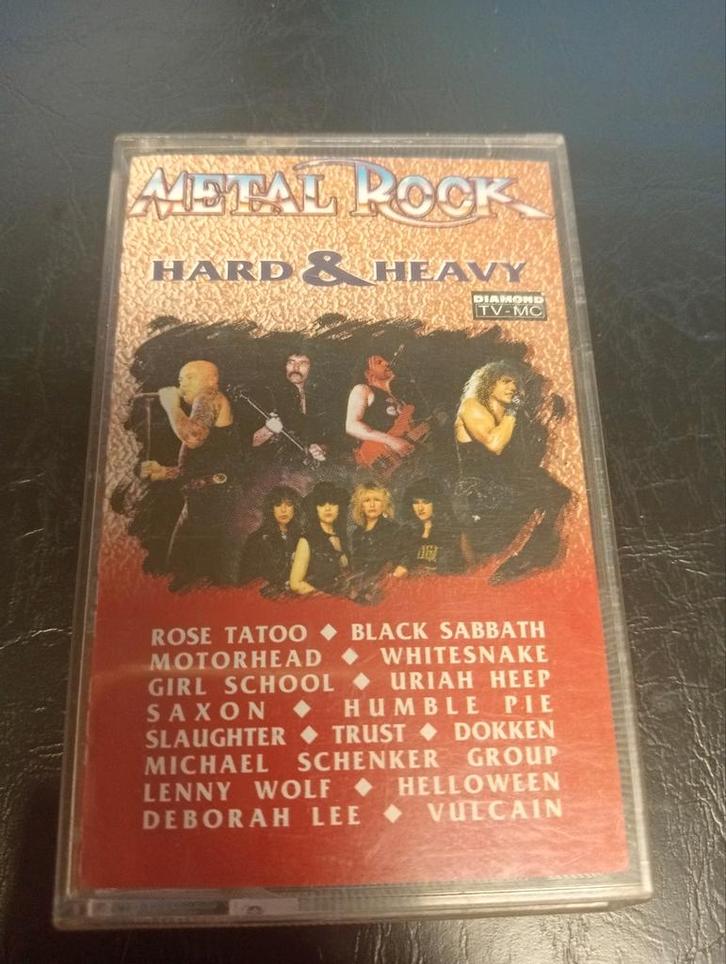 METAL ROCK
HARD & HEAVY
DIAMOND
TV-MC
ROSE TATOO ◆ BLACK SABBATH
MOTORHEAD ◆ WHITESNAKE
GIRL SCHOOL ◆ URIAH HEEP
SAXON ◆ HUMBLE PIE
SLAUGHTER ◆ TRUST ◆ DOKKEN
MICHAEL SCHENKER GROUP
LENNY WOLF ◆ HELLOWEEN
DEBORAH LEE ◆ VULCAIN